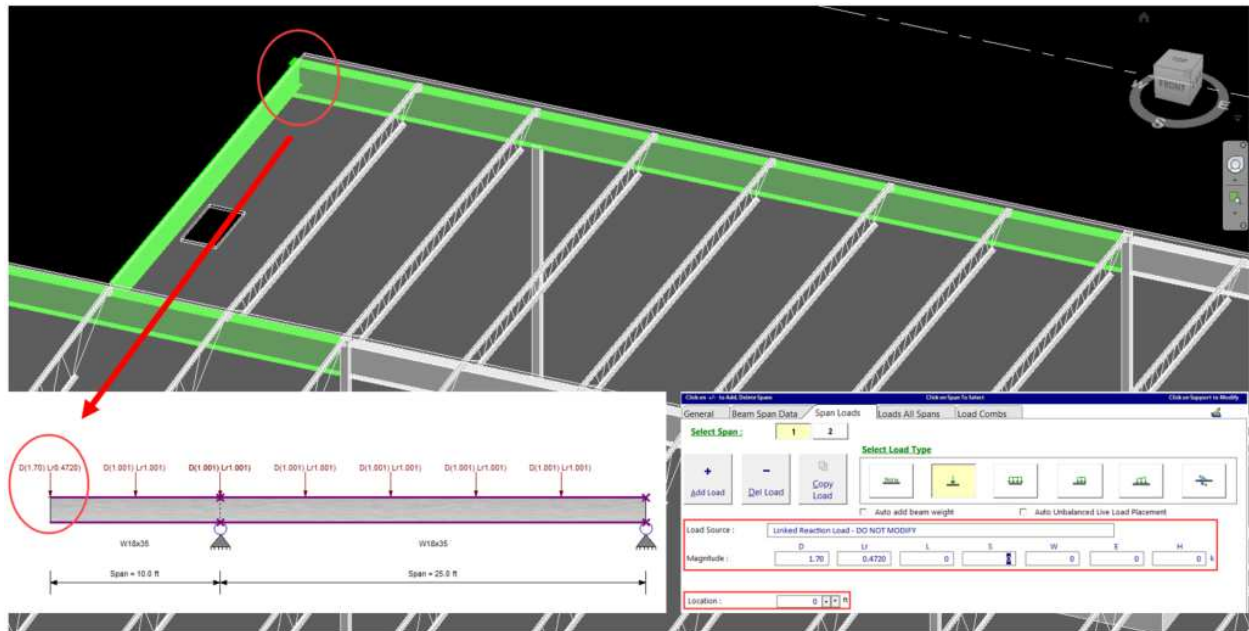 TOP
FRONT
E
S
Click on +/- to Add, Delete Spans Click on Span To Select Click on Support to Modify
General Beam Span Data Span Loads Loads All Spans Load Combs
Select Span : 1 2
Select Load Type
+ - 
Add Load Del Load Copy Load
Auto add beam weight Auto Unbalanced Live Load Placement
Load Source : Linked Reaction Load - DO NOT MODIFY
D Lr L S W E H
Magnitude : 1.70 0.4720 0 0 0 0 0 k
Location : 0 ft
D(1.70) Lr0.4720) D(1.001) Lr1.001) D(1.001) Lr1.001) D(1.001) Lr1.001) D(1.001) Lr1.001) D(1.001) Lr1.001) D(1.001) Lr1.001)
W18x35 W18x35
Span = 10.0 ft Span = 25.0 ft